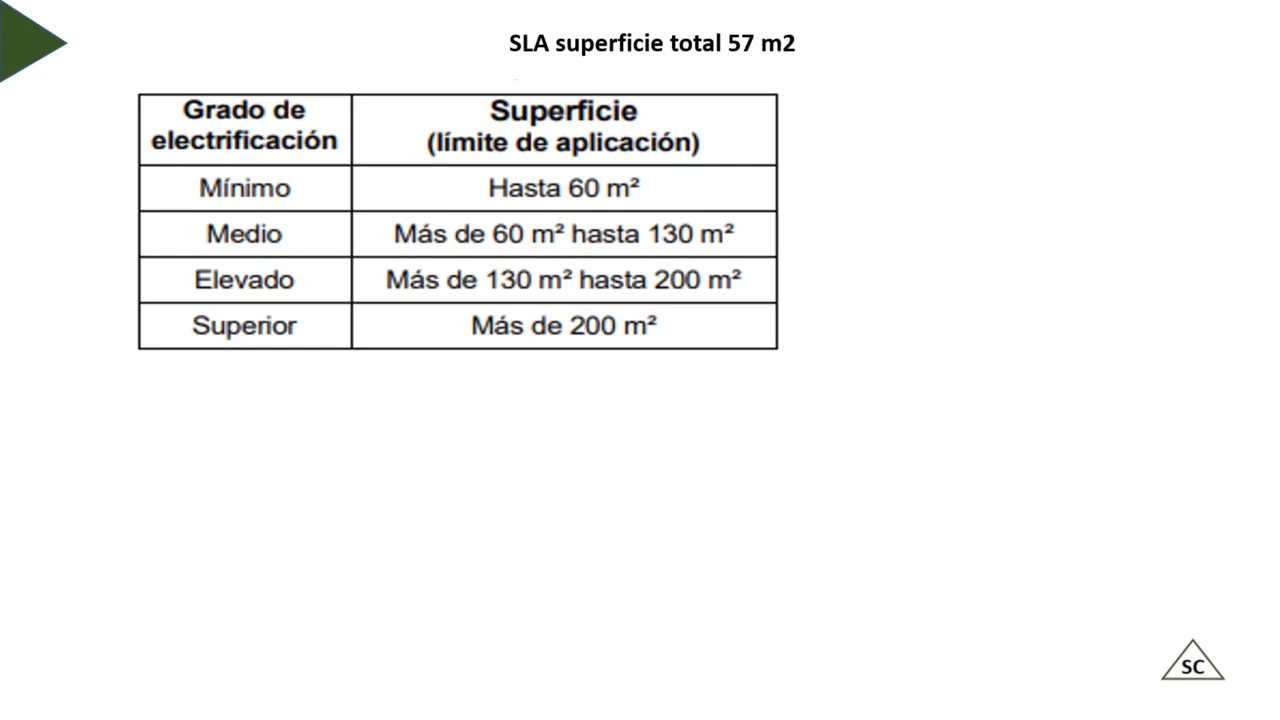 SLA superficie total 57 m2
Grado de electrificación
Superficie (límite de aplicación)
Mínimo
Hasta 60 m²
Medio
Más de 60 m² hasta 130 m²
Elevado
Más de 130 m² hasta 200 m²
Superior
Más de 200 m²
SC